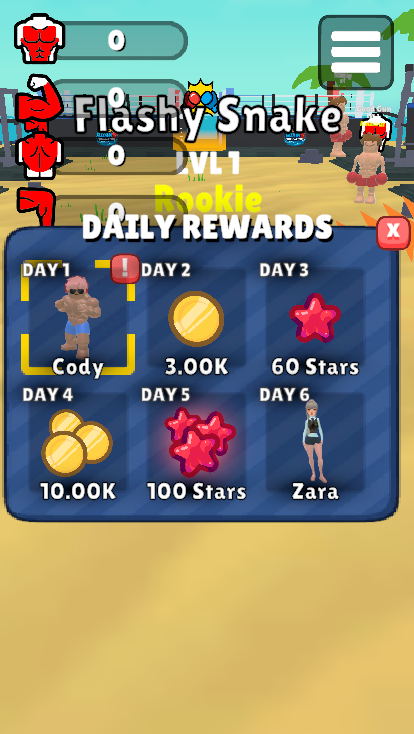 0
0
Flashy Snake
0
LVL 1
Rookie
0
DAILY REWARDS
X
DAY 1
!
DAY 2
DAY 3
Cody
3.00K
60 Stars
DAY 4
DAY 5
DAY 6
10.00K
100 Stars
Zara